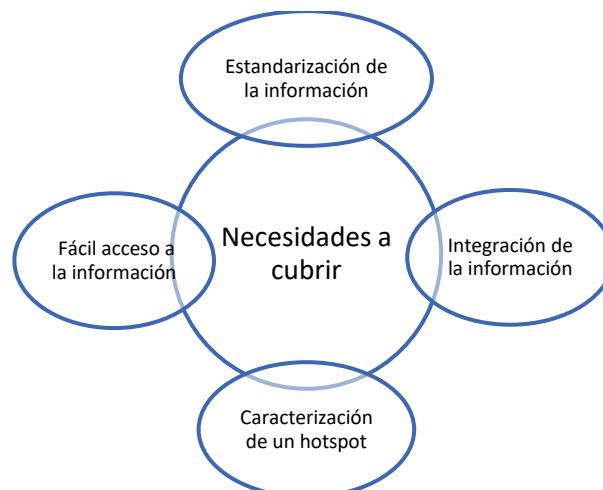 Estandarización de
la información
Necesidades a
cubrir
Fácil acceso a
la información
Integración de
la información
Caracterización
de un hotspot